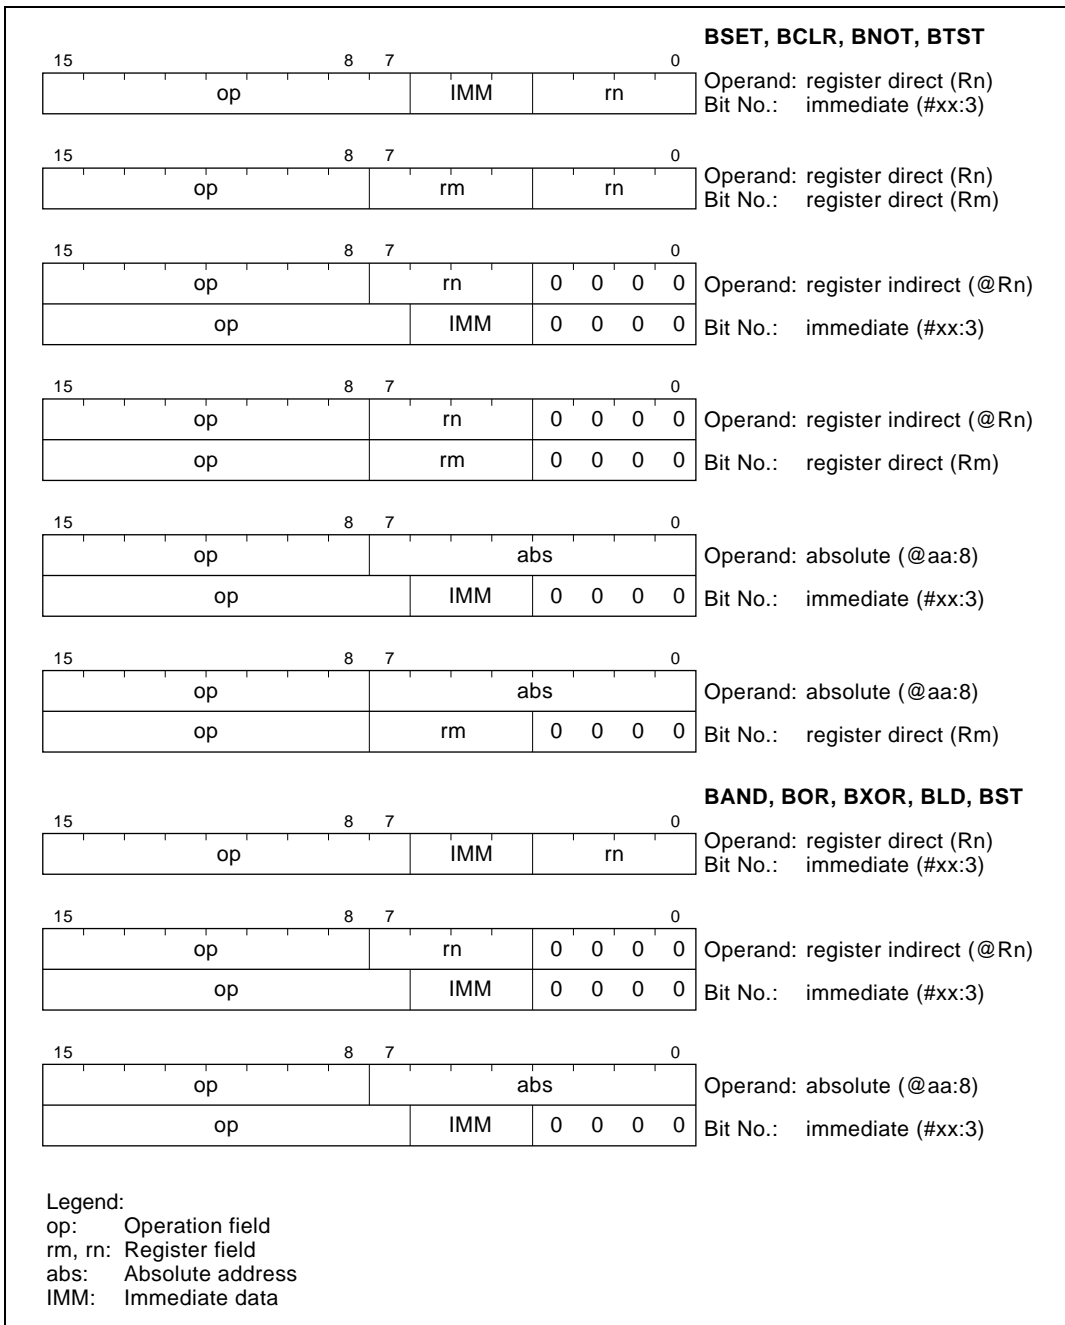 BSET, BCLR, BNOT, BTST
15 8 7 0
op IMM rn
Operand: register direct (Rn)
Bit No.: immediate (#xx:3)
15 8 7 0
op rm rn
Operand: register direct (Rn)
Bit No.: register direct (Rm)
15 8 7 0
op rn 0 0 0 0 Operand: register indirect (@Rn)
op IMM 0 0 0 0 Bit No.: immediate (#xx:3)
15 8 7 0
op rn 0 0 0 0 Operand: register indirect (@Rn)
op rm 0 0 0 0 Bit No.: register direct (Rm)
15 8 7 0
op abs Operand: absolute (@aa:8)
op IMM 0 0 0 0 Bit No.: immediate (#xx:3)
15 8 7 0
op abs Operand: absolute (@aa:8)
op rm 0 0 0 0 Bit No.: register direct (Rm)
BAND, BOR, BXOR, BLD, BST
15 8 7 0
op IMM rn
Operand: register direct (Rn)
Bit No.: immediate (#xx:3)
15 8 7 0
op rn 0 0 0 0 Operand: register indirect (@Rn)
op IMM 0 0 0 0 Bit No.: immediate (#xx:3)
15 8 7 0
op abs Operand: absolute (@aa:8)
op IMM 0 0 0 0 Bit No.: immediate (#xx:3)
Legend:
op: Operation field
rm, rn: Register field
abs: Absolute address
IMM: Immediate data